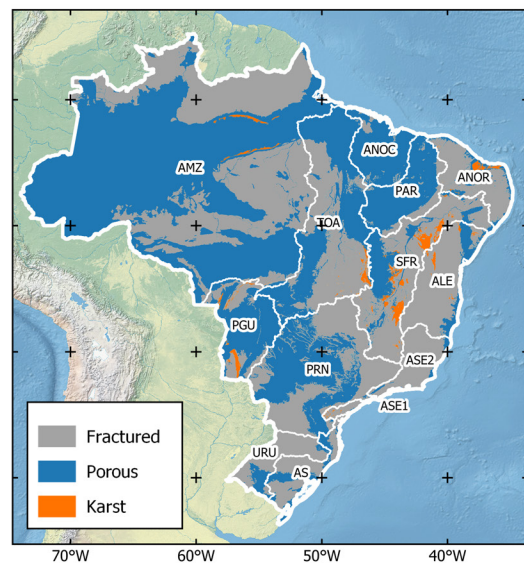 ANOC
AMZ
PAR
ANOR
TOA
SFR
ALE
PGU
PRN
ASE2
ASE1
URU
AS
Fractured
Porous
Karst
70°W
60°W
50°W
40°W